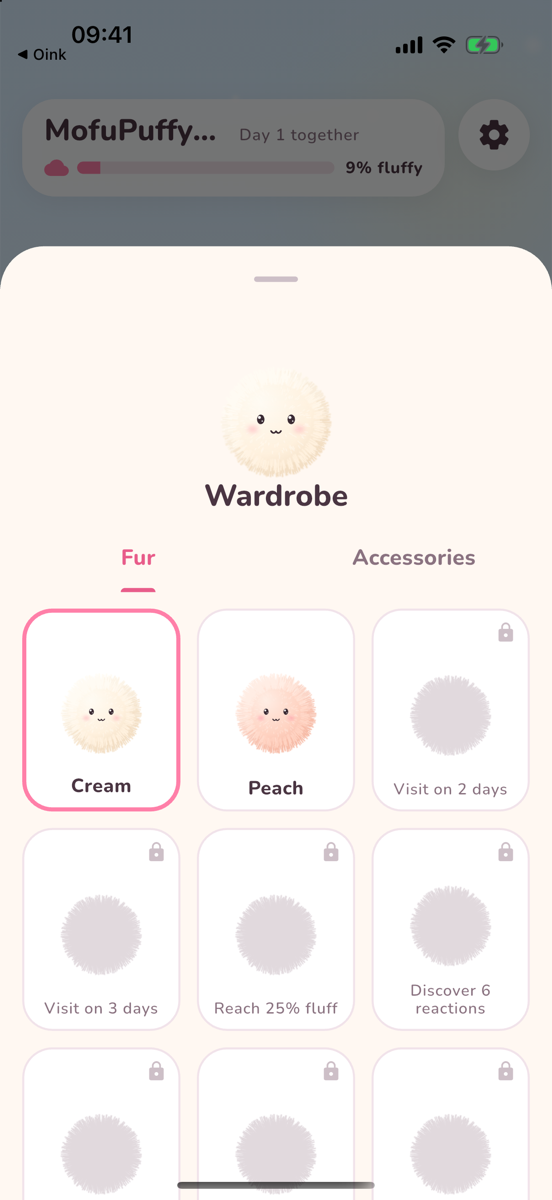 09:41
◀ Oink
MofuPuffy...
Day 1 together
9% fluffy
Wardrobe
Fur
Accessories
Cream
Peach
Visit on 2 days
Visit on 3 days
Reach 25% fluff
Discover 6
reactions